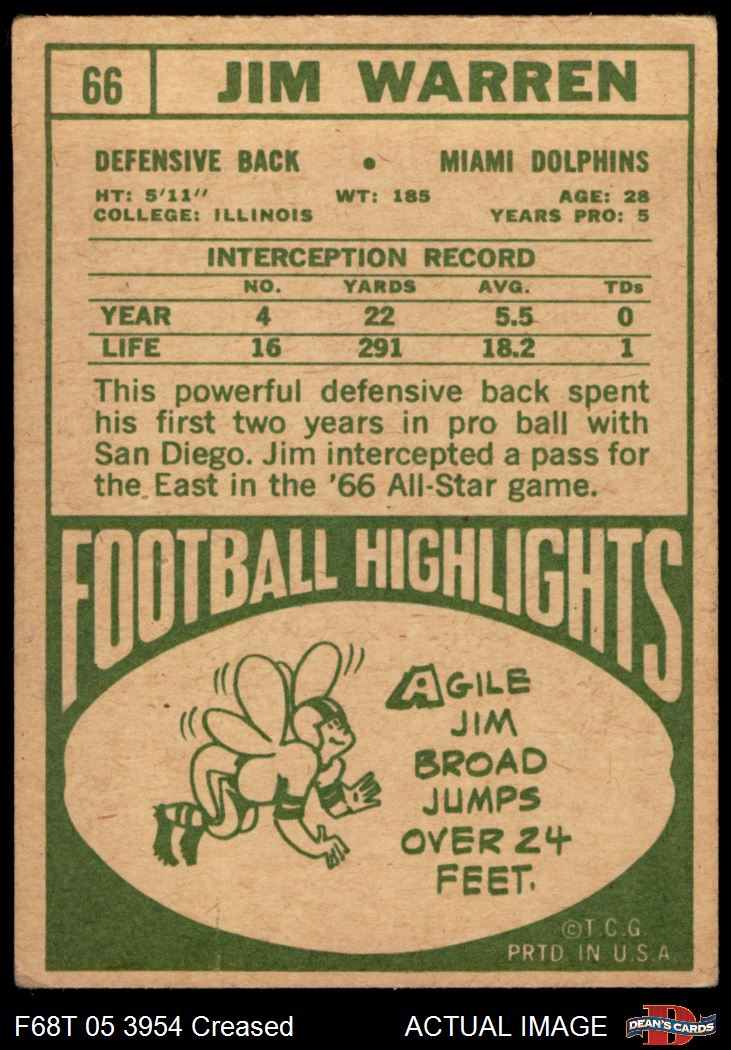 66 JIM WARREN
DEFENSIVE BACK • MIAMI DOLPHINS
HT: 5'11" WT: 185 AGE: 28
COLLEGE: ILLINOIS YEARS PRO: 5
INTERCEPTION RECORD
NO. YARDS AVG. TDs
YEAR 4 22 5.5 0
LIFE 16 291 18.2 1
This powerful defensive back spent
his first two years in pro ball with
San Diego. Jim intercepted a pass for
the East in the '66 All-Star game.
FOOTBALL HIGHLIGHTS
AGILE
JIM
BROAD
JUMPS
OVER 24
FEET.
©T.C.G.
PRTD IN U.S.A
F68T 05 3954 Creased ACTUAL IMAGE DEAN'S CARDS